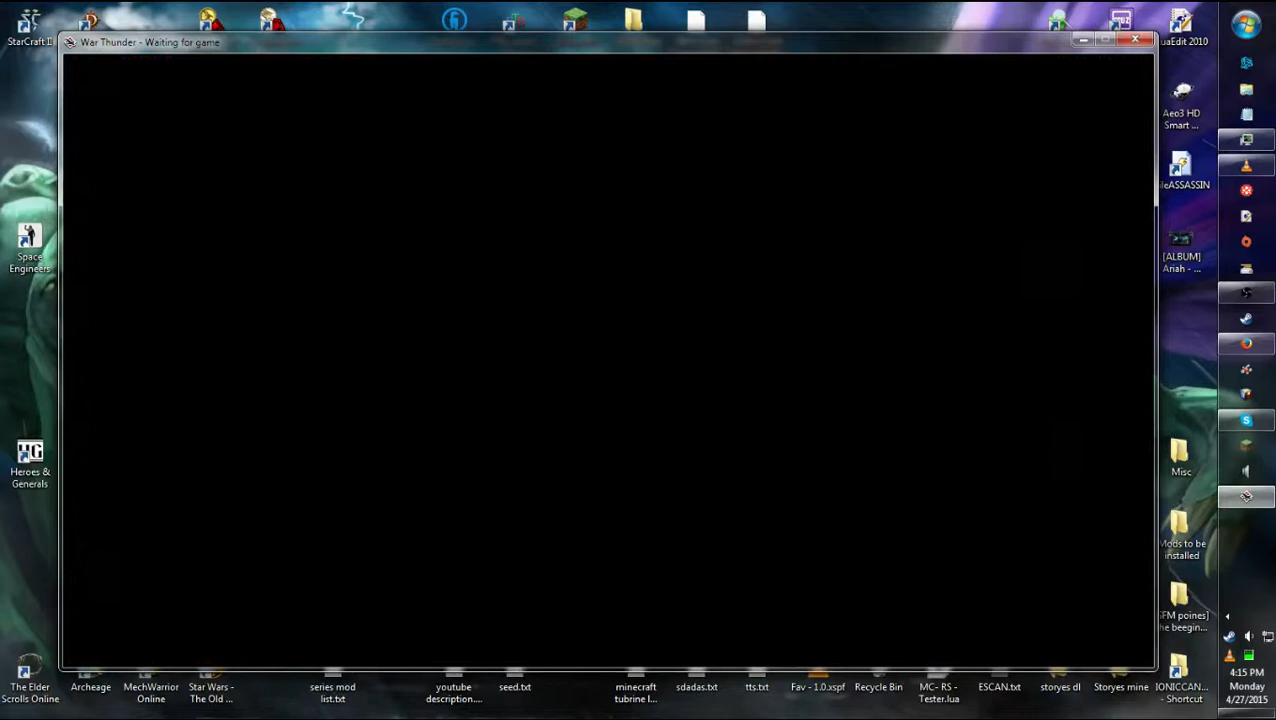 StarCraft II
uaEdit 2010
War Thunder - Waiting for game
Aeo3 HD
Smart ...
ileASSASSIN
Space
Engineers
[ALBUM]
Ariah - ...
Heroes &
Generals
Misc
Mods to be
installed
SFM poines]
he beegin...
The Elder
Scrolls Online
Archeage
MechWarrior
Online
Star Wars -
The Old ...
series mod
list.txt
youtube
description....
seed.txt
minecraft
tubrine l...
sdadas.txt
tts.txt
Fav - 1.0.xspf
Recycle Bin
MC- RS -
Tester.lua
ESCAN.txt
storyes dl
Storyes mine
IONICCAN...
- Shortcut
4:15 PM
Monday
4/27/2015